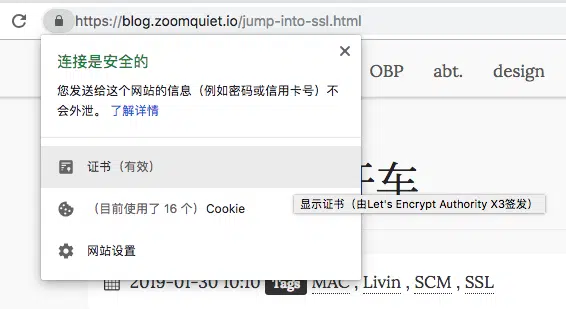 https://blog.zoomquiet.io/jump-into-ssl.html
连接是安全的
您发送给这个网站的信息（例如密码或信用卡号）不
会外泄。 了解详情
OBP abt. design
证书（有效）
开车
显示证书（由Let's Encrypt Authority X3签发）
（目前使用了 16 个）Cookie
网站设置
2019-01-30 10:10 Tags MAC , Livin , SCM , SSL